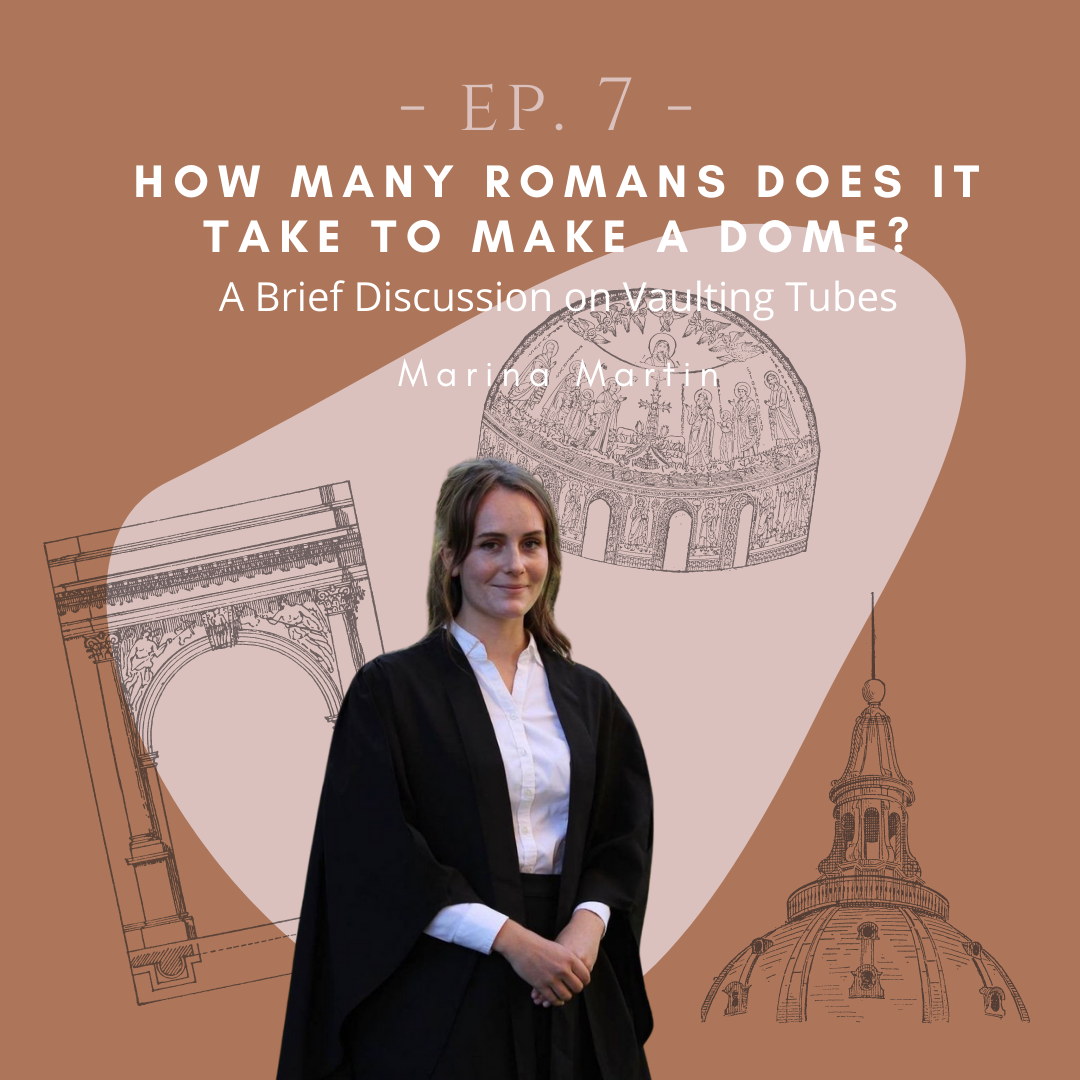 - EP. 7 -
HOW MANY ROMANS DOES IT
TAKE TO MAKE A DOME?
A Brief Discussion on Vaulting Tubes
Marina Martin